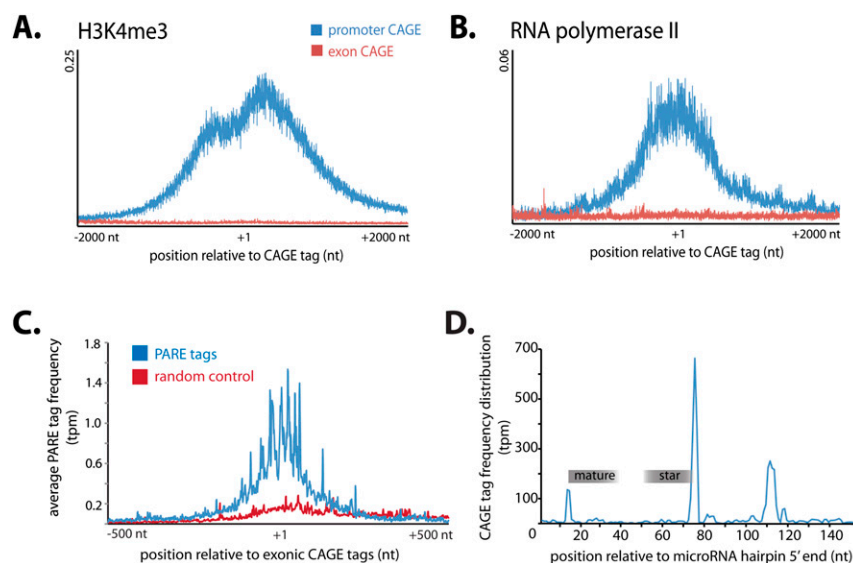 A.
H3K4me3
promoter CAGE
exon CAGE
0.25
-2000 nt
+1
+2000 nt
position relative to CAGE tag (nt)
B.
RNA polymerase II
0.06
-2000 nt
+1
+2000 nt
position relative to CAGE tag (nt)
C.
PARE tags
random control
average PARE tag frequency
(tpm)
1.8
1.4
1.0
0.6
0.2
-500 nt
+1
+500 nt
position relative to exonic CAGE tags (nt)
D.
CAGE tag frequency distribution
(tpm)
700
500
300
100
mature
star
0
20
40
60
80
100
120
140
position relative to microRNA hairpin 5' end (nt)